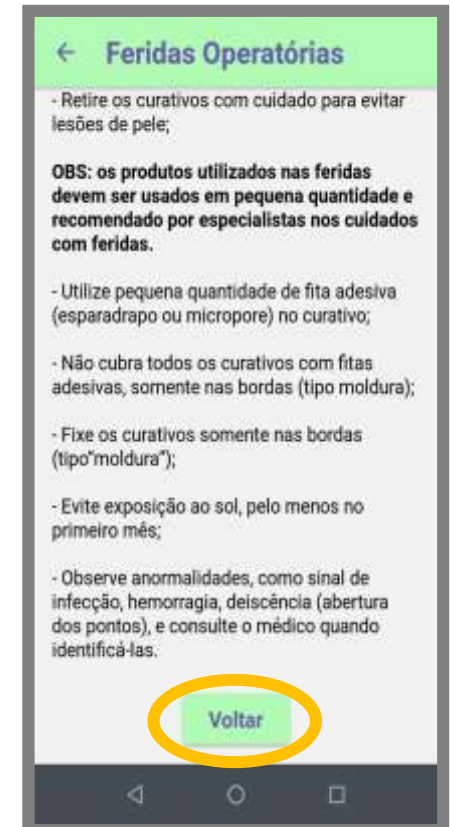 ← Feridas Operatórias
- Retire os curativos com cuidado para evitar
lesões de pele;
OBS: os produtos utilizados nas feridas
devem ser usados em pequena quantidade e
recomendado por especialistas nos cuidados
com feridas.
- Utilize pequena quantidade de fita adesiva
(esparadrapo ou micropore) no curativo;
- Não cubra todos os curativos com fitas
adesivas, somente nas bordas (tipo moldura);
- Fixe os curativos somente nas bordas
(tipo"moldura");
- Evite exposição ao sol, pelo menos no
primeiro mês;
- Observe anormalidades, como sinal de
infecção, hemorragia, deiscência (abertura
dos pontos), e consulte o médico quando
identificá-las.
Voltar